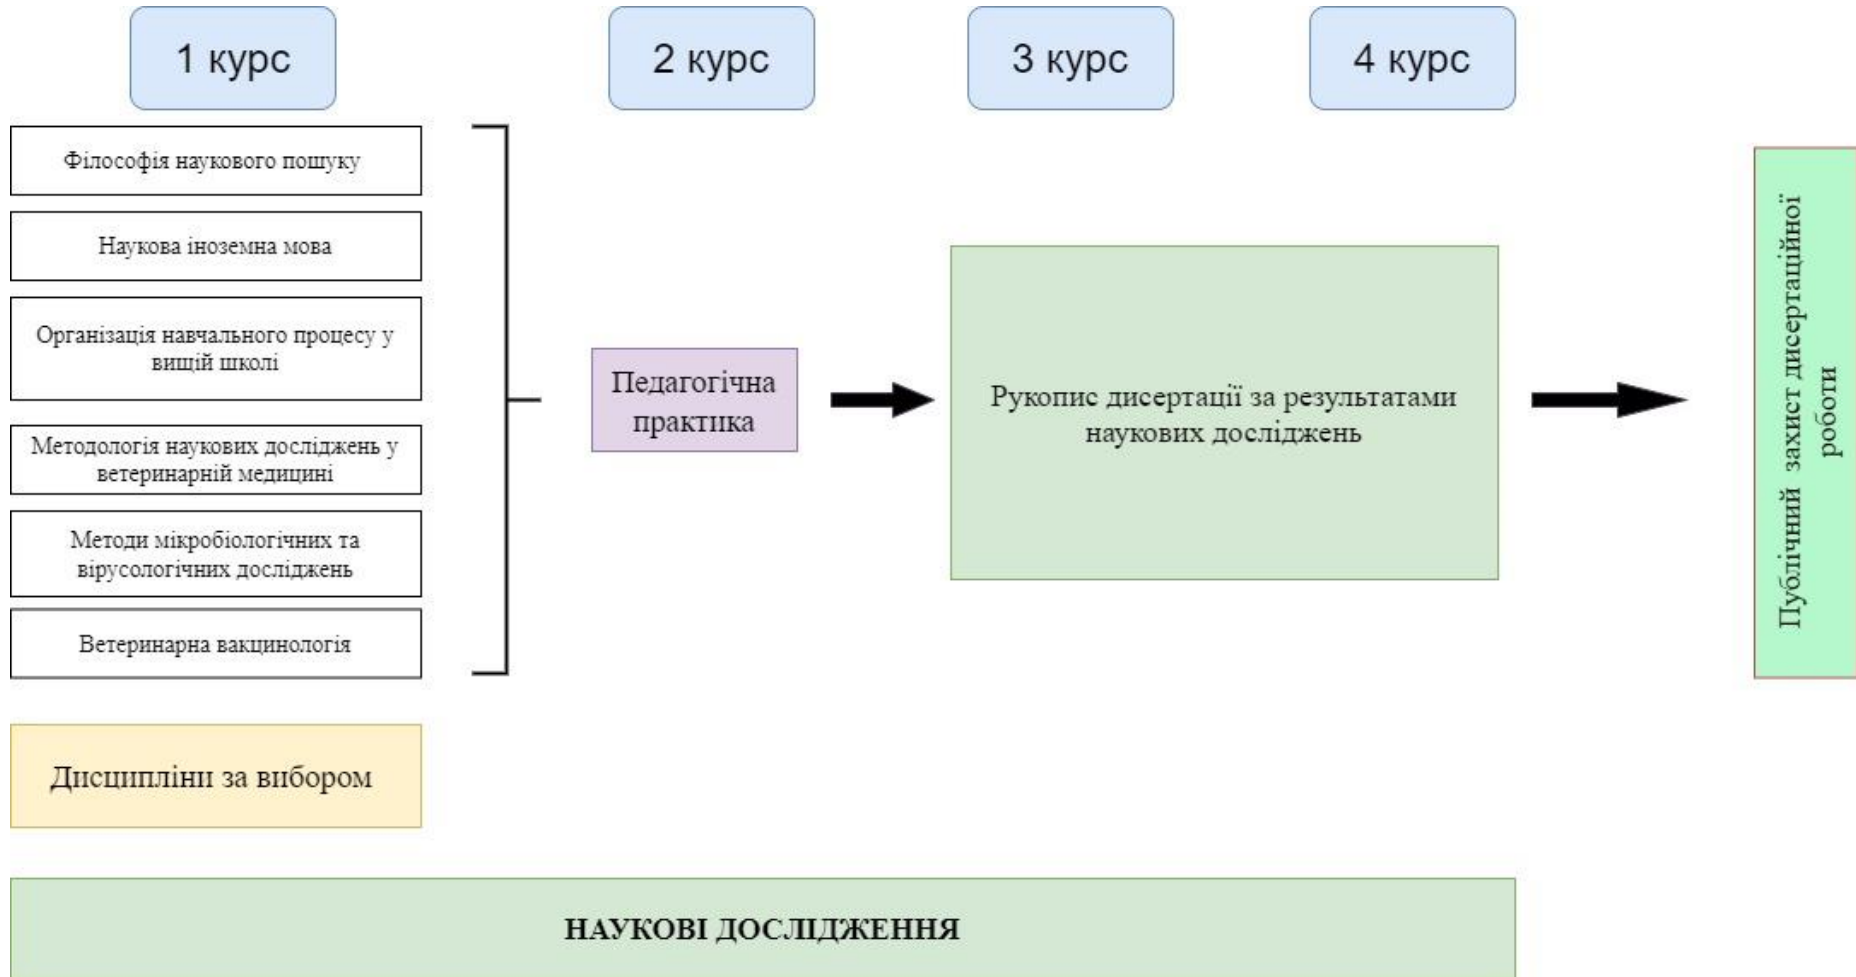 1 курс
2 курс
3 курс
4 курс
Філософія наукового пошуку
Наукова іноземна мова
Організація навчального процесу у
вищій школі
Методологія наукових досліджень у
ветеринарній медицині
Методи мікробіологічних та
вірусологічних досліджень
Ветеринарна вакцинологія
Дисципліни за вибором
Педагогічна
практика
Рукопис дисертації за результатами
наукових досліджень
Публічний захист дисертаційної
роботи
НАУКОВІ ДОСЛІДЖЕННЯ